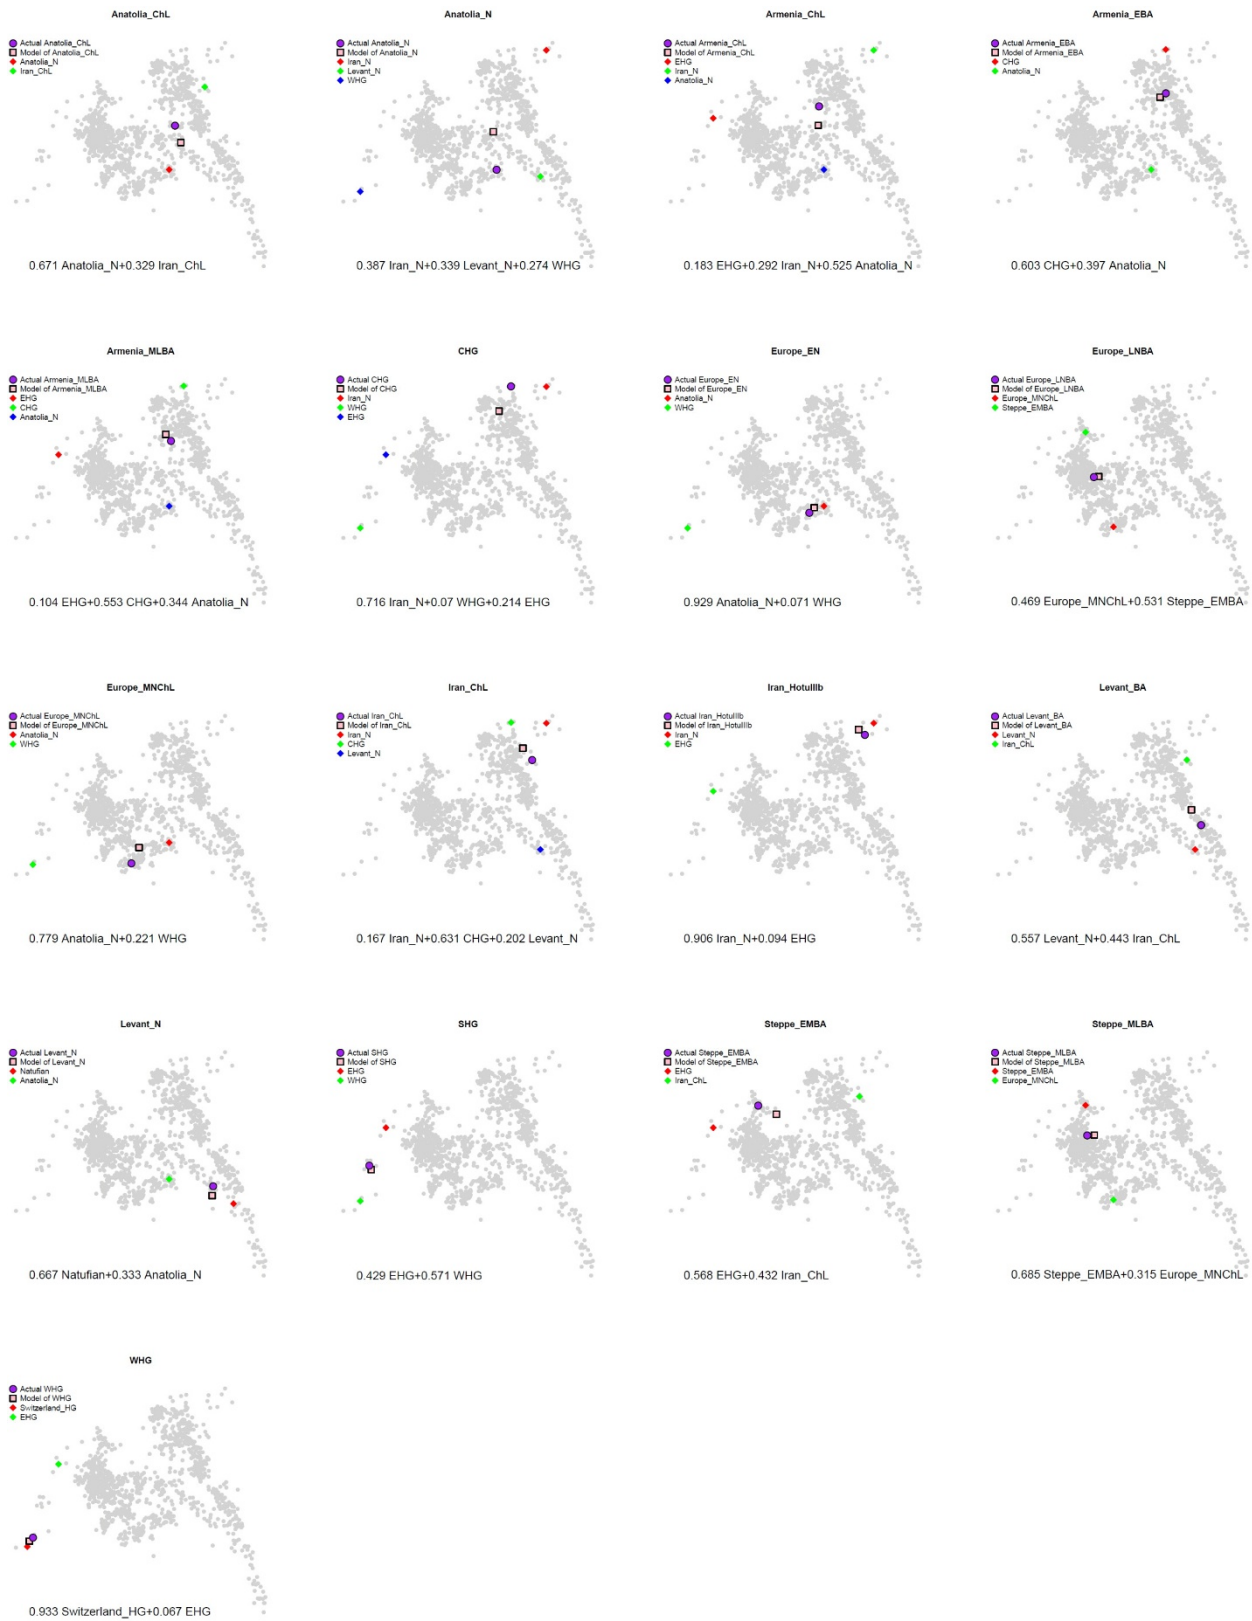 Anatolia_ChL
Actual Anatolia_ChL
Model of Anatolia_ChL
Anatolia_N
Iran_ChL
0.671 Anatolia_N+0.329 Iran_ChL
Anatolia_N
Actual Anatolia_N
Model of Anatolia_N
Iran_N
Levant_N
WHG
0.387 Iran_N+0.339 Levant_N+0.274 WHG
Armenia_ChL
Actual Armenia_ChL
Model of Armenia_ChL
EHG
Iran_N
Anatolia_N
0.183 EHG+0.292 Iran_N+0.525 Anatolia_N
Armenia_EBA
Actual Armenia_EBA
Model of Armenia_EBA
CHG
Anatolia_N
0.603 CHG+0.397 Anatolia_N
Armenia_MLBA
Actual Armenia_MLBA
Model of Armenia_MLBA
EHG
CHG
Anatolia_N
0.104 EHG+0.553 CHG+0.344 Anatolia_N
CHG
Actual CHG
Model of CHG
Iran_N
WHG
EHG
0.716 Iran_N+0.07 WHG+0.214 EHG
Europe_EN
Actual Europe_EN
Model of Europe_EN
Anatolia_N
WHG
0.929 Anatolia_N+0.071 WHG
Europe_LNBA
Actual Europe_LNBA
Model of Europe_LNBA
Europe_MNChL
Steppe_EMBA
0.469 Europe_MNChL+0.531 Steppe_EMBA
Europe_MNChL
Actual Europe_MNChL
Model of Europe_MNChL
Anatolia_N
WHG
0.779 Anatolia_N+0.221 WHG
Iran_ChL
Actual Iran_ChL
Model of Iran_ChL
Iran_N
CHG
Levant_N
0.167 Iran_N+0.631 CHG+0.202 Levant_N
Iran_HotuIIIb
Actual Iran_HotuIIIb
Model of Iran_HotuIIIb
Iran_N
EHG
0.906 Iran_N+0.094 EHG
Levant_BA
Actual Levant_BA
Model of Levant_BA
Levant_N
Iran_ChL
0.557 Levant_N+0.443 Iran_ChL
Levant_N
Actual Levant_N
Model of Levant_N
Natufian
Anatolia_N
0.667 Natufian+0.333 Anatolia_N
SHG
Actual SHG
Model of SHG
EHG
WHG
0.429 EHG+0.571 WHG
Steppe_EMBA
Actual Steppe_EMBA
Model of Steppe_EMBA
EHG
Iran_ChL
0.568 EHG+0.432 Iran_ChL
Steppe_MLBA
Actual Steppe_MLBA
Model of Steppe_MLBA
Steppe_EMBA
Europe_MNChL
0.685 Steppe_EMBA+0.315 Europe_MNChL
WHG
Actual WHG
Model of WHG
Switzerland_HG
EHG
0.933 Switzerland_HG+0.067 EHG